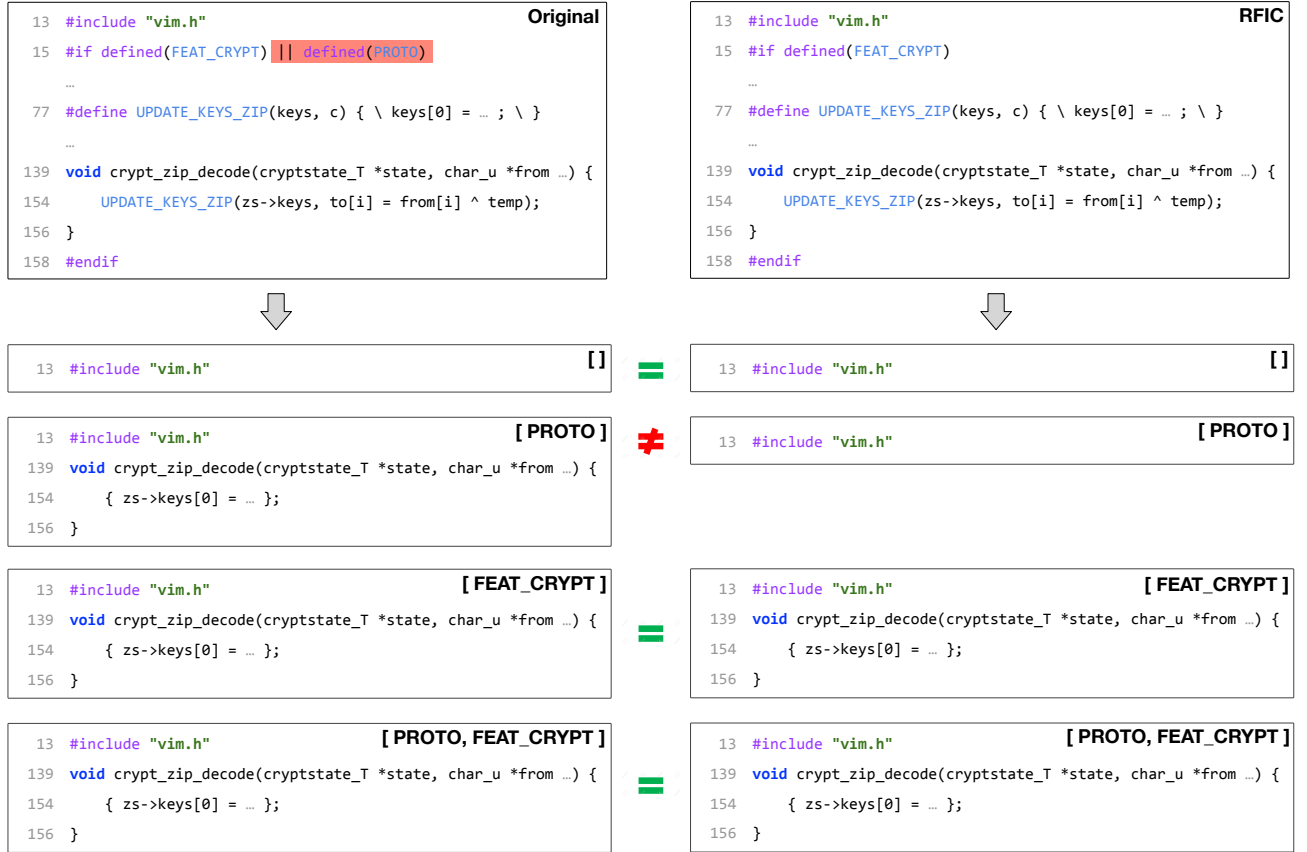 Original
13 #include "vim.h"
15 #if defined(FEAT_CRYPT) || defined(PROTO)
…
77 #define UPDATE_KEYS_ZIP(keys, c) { \ keys[0] = … ; \ }
…
139 void crypt_zip_decode(cryptstate_T *state, char_u *from …) {
154 UPDATE_KEYS_ZIP(zs->keys, to[i] = from[i] ^ temp);
156 }
158 #endif
RFIC
13 #include "vim.h"
15 #if defined(FEAT_CRYPT)
…
77 #define UPDATE_KEYS_ZIP(keys, c) { \ keys[0] = … ; \ }
…
139 void crypt_zip_decode(cryptstate_T *state, char_u *from …) {
154 UPDATE_KEYS_ZIP(zs->keys, to[i] = from[i] ^ temp);
156 }
158 #endif
[ ]
13 #include "vim.h"
=
[ ]
13 #include "vim.h"
[ PROTO ]
13 #include "vim.h"
139 void crypt_zip_decode(cryptstate_T *state, char_u *from …) {
154 { zs->keys[0] = … };
156 }
≠
[ PROTO ]
13 #include "vim.h"
[ FEAT_CRYPT ]
13 #include "vim.h"
139 void crypt_zip_decode(cryptstate_T *state, char_u *from …) {
154 { zs->keys[0] = … };
156 }
=
[ FEAT_CRYPT ]
13 #include "vim.h"
139 void crypt_zip_decode(cryptstate_T *state, char_u *from …) {
154 { zs->keys[0] = … };
156 }
[ PROTO, FEAT_CRYPT ]
13 #include "vim.h"
139 void crypt_zip_decode(cryptstate_T *state, char_u *from …) {
154 { zs->keys[0] = … };
156 }
=
[ PROTO, FEAT_CRYPT ]
13 #include "vim.h"
139 void crypt_zip_decode(cryptstate_T *state, char_u *from …) {
154 { zs->keys[0] = … };
156 }